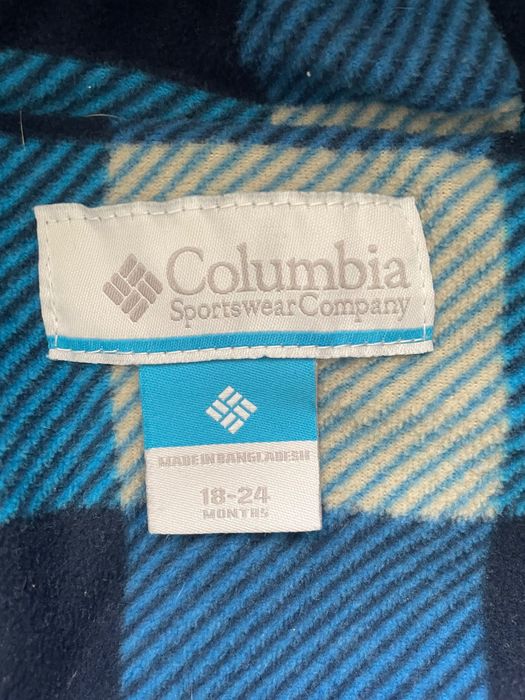 Columbia
Sportswear Company
MADE IN BANGLADESH
18-24
MONTHS